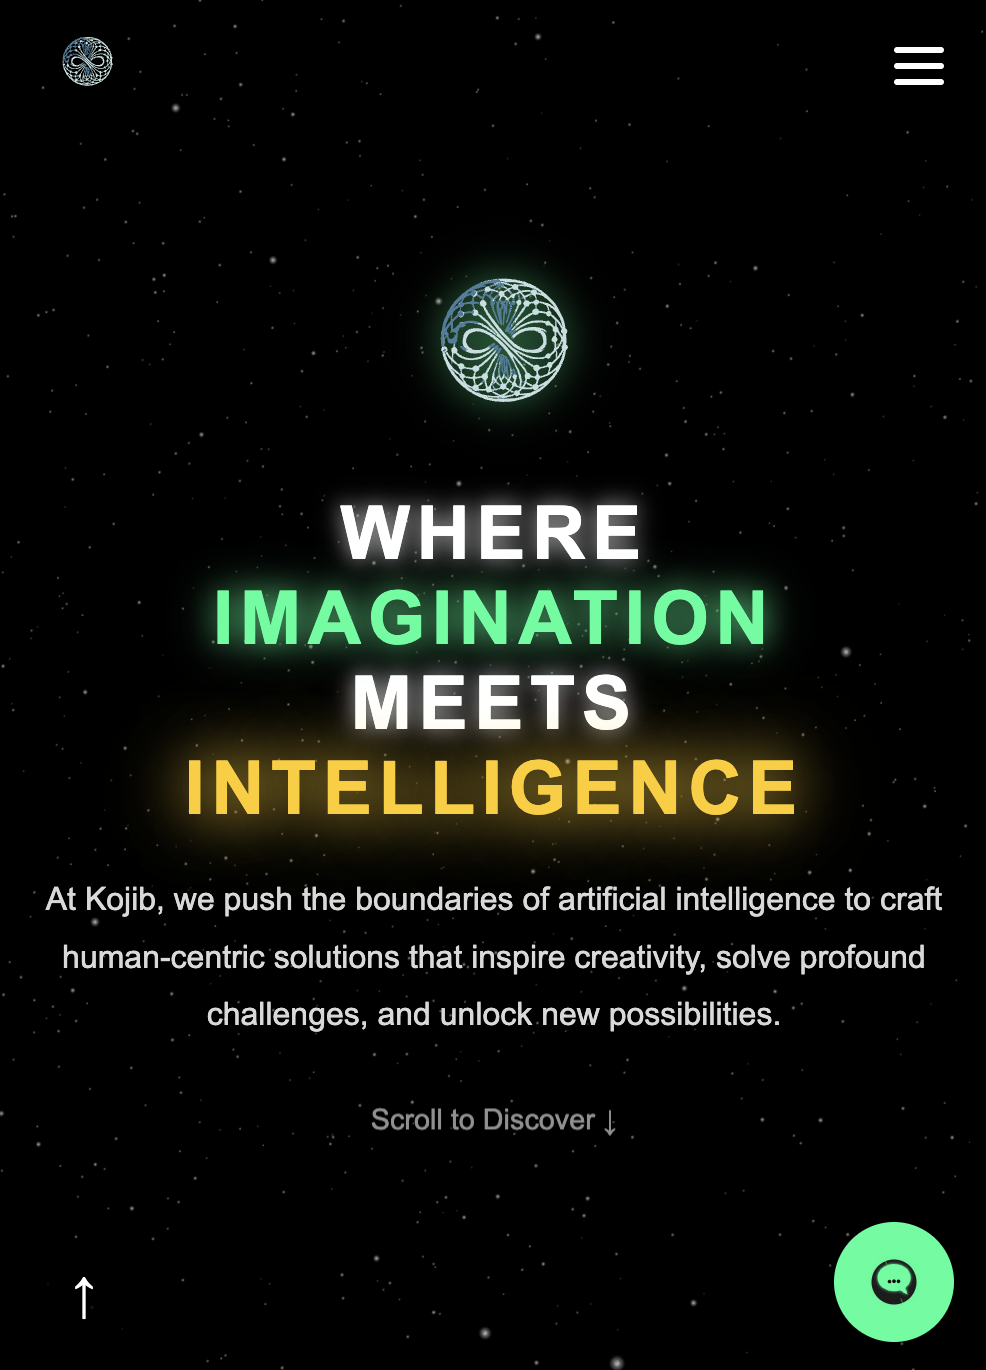 WHERE
IMAGINATION
MEETS
INTELLIGENCE
At Kojib, we push the boundaries of artificial intelligence to craft
human-centric solutions that inspire creativity, solve profound
challenges, and unlock new possibilities.
Scroll to Discover ↓
↑